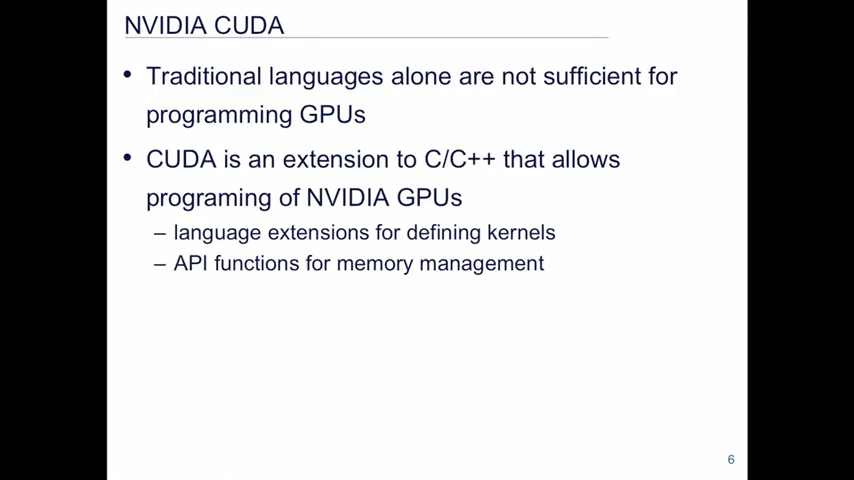 NVIDIA CUDA
• Traditional languages alone are not sufficient for
programming GPUs
• CUDA is an extension to C/C++ that allows
programing of NVIDIA GPUs
– language extensions for defining kernels
– API functions for memory management
6